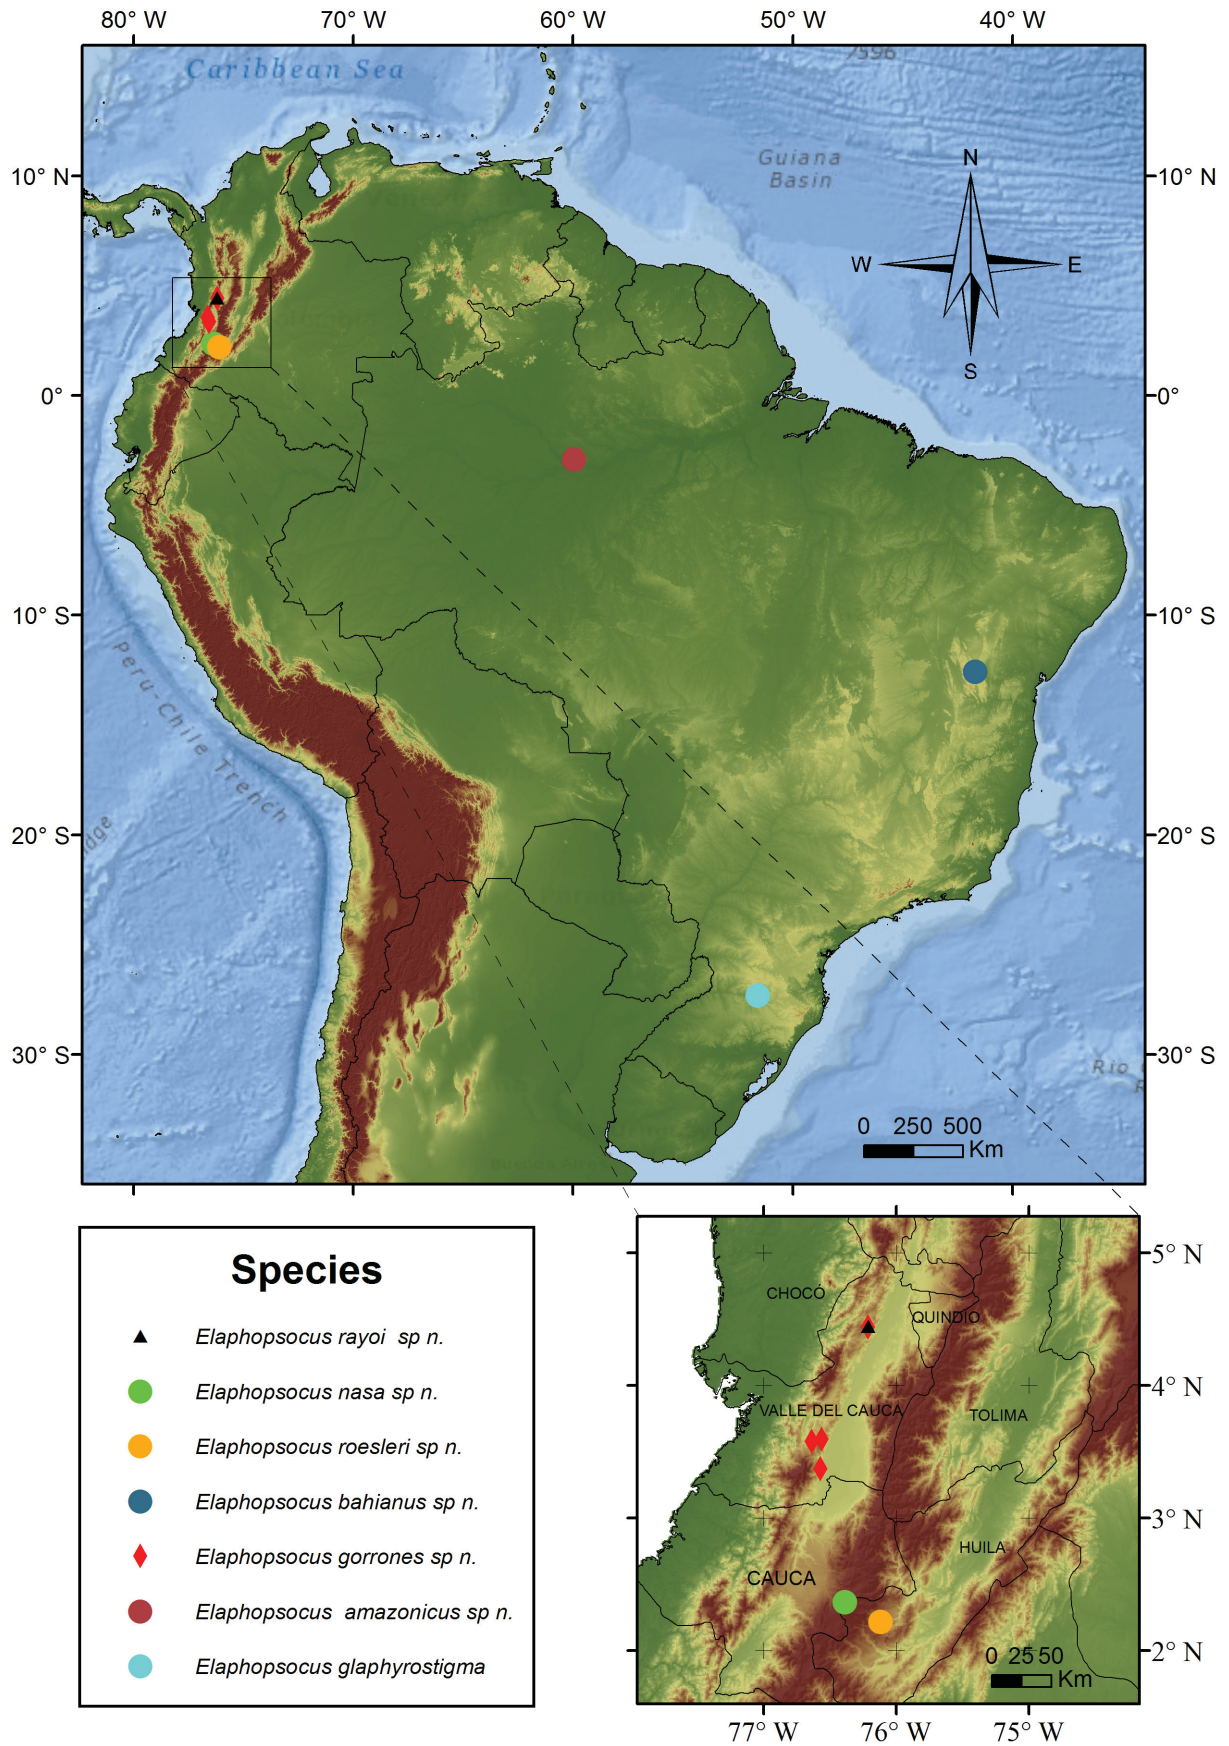 80° W 70° W 60° W 50° W 40° W
Caribbean Sea
7596
Guiana
Basin
N
10° N
10° N
W
E
S
0°
0°
10° S
10° S
Peru-Chile Trench
20° S
20° S
idge
30° S
30° S
Rio
R
0 250 500
Km
Species
Elaphopsocus rayoi sp n.
Elaphopsocus nasa sp n.
Elaphopsocus roesleri sp n.
Elaphopsocus bahianus sp n.
Elaphopsocus gorrones sp n.
Elaphopsocus amazonicus sp n.
Elaphopsocus glaphyrostigma
5° N
CHOCÓ
QUINDIO
4° N
VALLE DEL CAUCA
TOLIMA
3° N
HUILA
CAUCA
2° N
0 25 50
Km
77° W 76° W 75° W